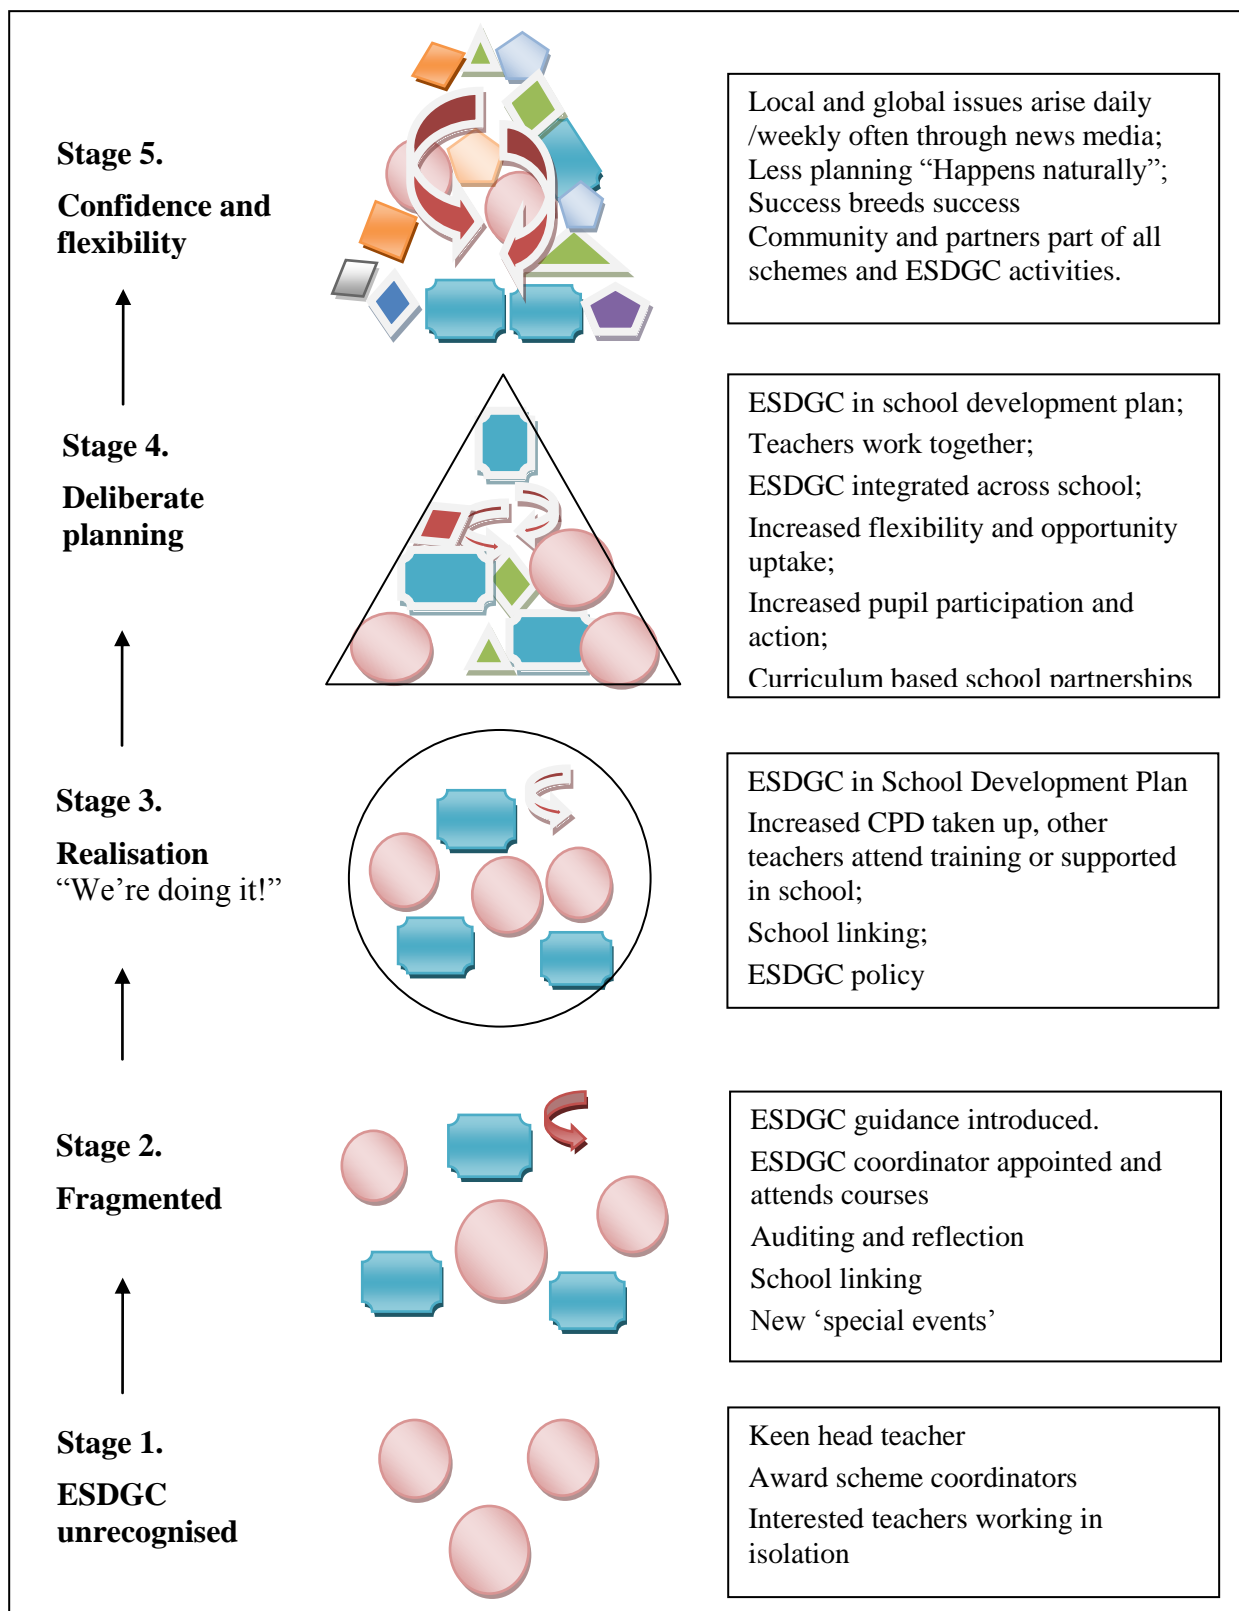 Stage 5.
Confidence and
flexibility
Local and global issues arise daily
/weekly often through news media;
Less planning “Happens naturally”;
Success breeds success
Community and partners part of all
schemes and ESDGC activities.
Stage 4.
Deliberate
planning
ESDGC in school development plan;
Teachers work together;
ESDGC integrated across school;
Increased flexibility and opportunity
uptake;
Increased pupil participation and
action;
Curriculum based school partnerships
Stage 3.
Realisation
“We’re doing it!”
ESDGC in School Development Plan
Increased CPD taken up, other
teachers attend training or supported
in school;
School linking;
ESDGC policy
Stage 2.
Fragmented
ESDGC guidance introduced.
ESDGC coordinator appointed and
attends courses
Auditing and reflection
School linking
New ‘special events’
Stage 1.
ESDGC
unrecognised
Keen head teacher
Award scheme coordinators
Interested teachers working in
isolation